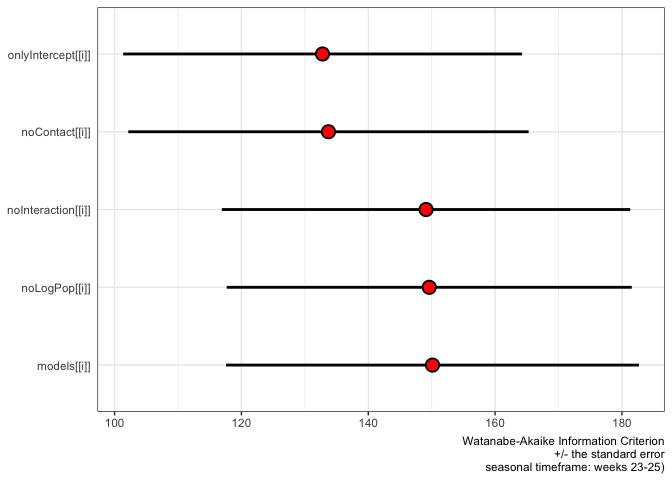 onlyIntercept[[i]]
noContact[[i]]
noInteraction[[i]]
noLogPop[[i]]
models[[i]]
100 120 140 160 180
Watanabe-Akaike Information Criterion
+/- the standard error
seasonal timeframe: weeks 23-25)